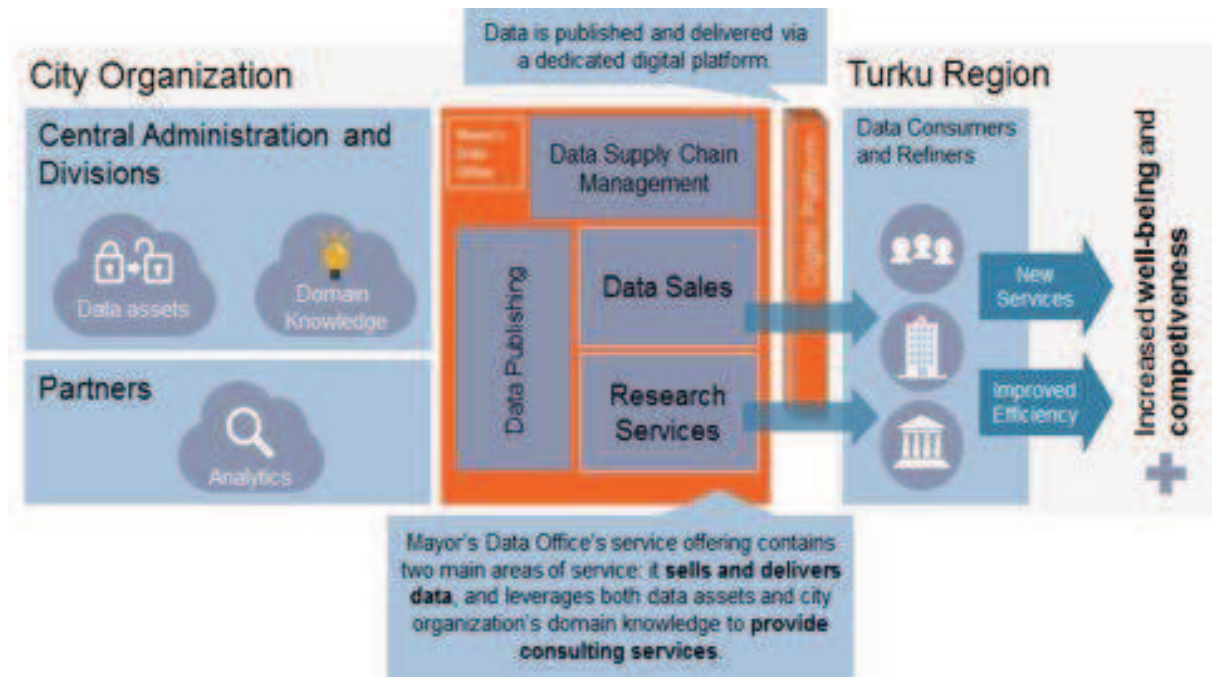 Data is published and delivered via
a dedicated digital platform.
City Organization
Turku Region
Central Administration and
Divisions
Data assets
Domain
Knowledge
Partners
Analytics
Mayor's
Data
Office
Data Supply Chain
Management
Data Publishing
Data Sales
Research
Services
Digital Platform
Data Consumers
and Refiners
New
Services
Improved
Efficiency
Increased well-being and
competiveness
Mayor's Data Office's service offering contains
two main areas of service: it sells and delivers
data, and leverages both data assets and city
organization's domain knowledge to provide
consulting services.